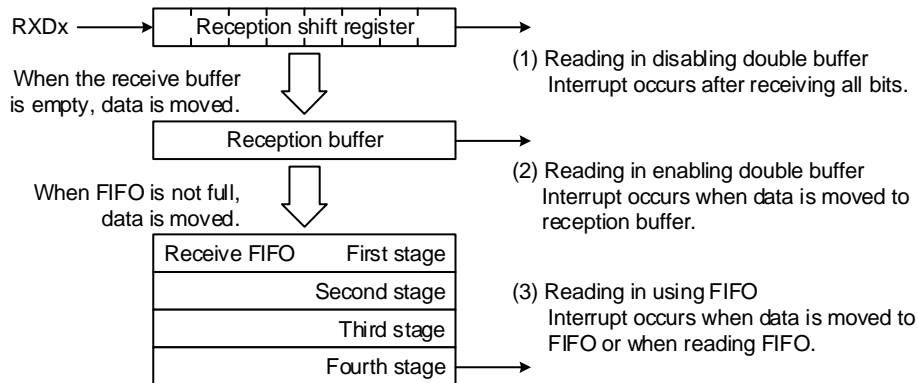 RXDx
Reception shift register
When the receive buffer
is empty, data is moved.
(1) Reading in disabling double buffer
Interrupt occurs after receiving all bits.
Reception buffer
When FIFO is not full,
data is moved.
(2) Reading in enabling double buffer
Interrupt occurs when data is moved to
reception buffer.
Receive FIFO First stage
Second stage
Third stage
Fourth stage
(3) Reading in using FIFO
Interrupt occurs when data is moved to
FIFO or when reading FIFO.